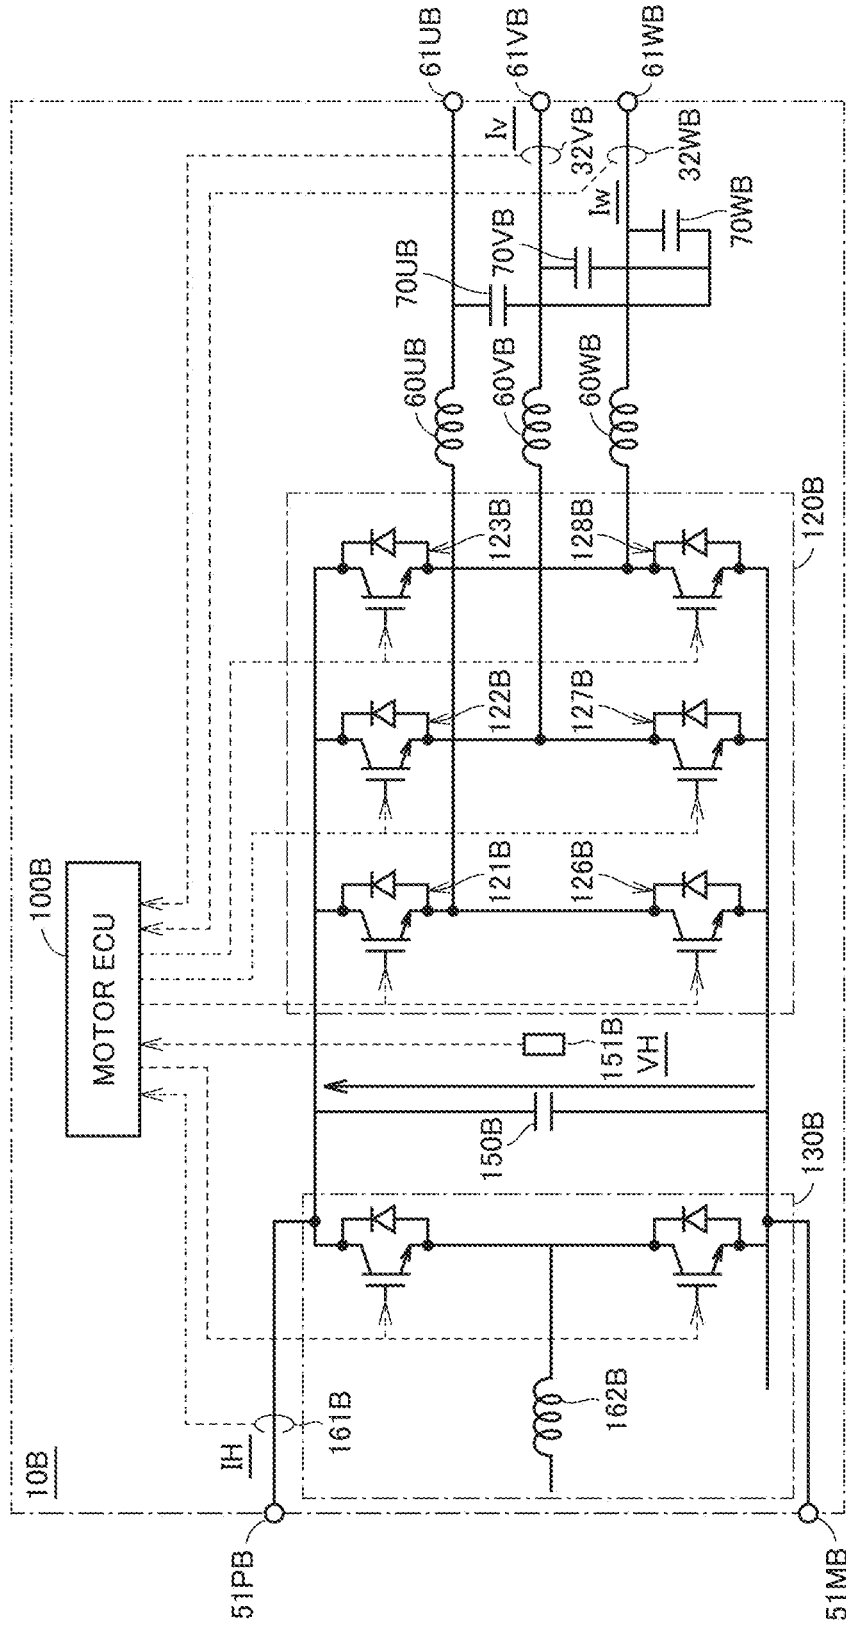 10B
MOTOR ECU
100B
51PB
51MB
IH
161B
162B
130B
150B
151B
VH
120B
121B
122B
123B
126B
127B
128B
60UB
60VB
60WB
70UB
70VB
70WB
Iv
32VB
Iw
32WB
61UB
61VB
61WB